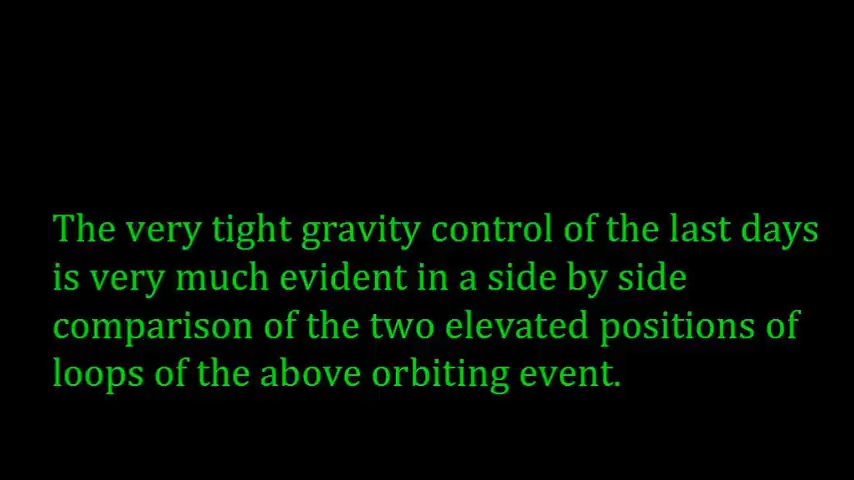 The very tight gravity control of the last days
is very much evident in a side by side
comparison of the two elevated positions of
loops of the above orbiting event.